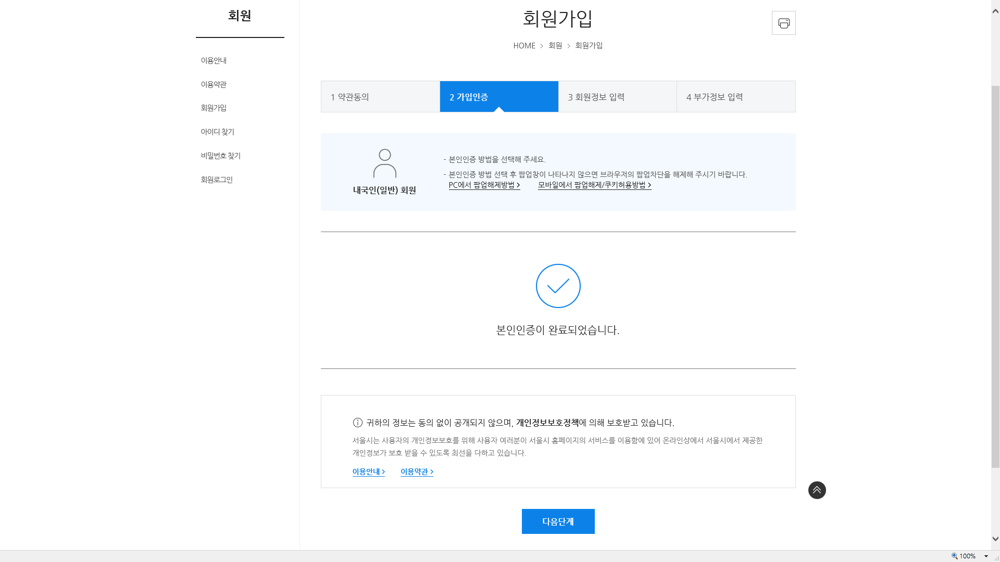 회원
이용안내
이용약관
회원가입
아이디 찾기
비밀번호 찾기
회원로그인
회원가입
HOME > 회원 > 회원가입
1 약관동의
2 가입인증
3 회원정보 입력
4 부가정보 입력
내국인(일반) 회원
- 본인인증 방법을 선택해 주세요.
- 본인인증 방법 선택 후 팝업창이 나타나지 않으면 브라우저의 팝업차단을 해제해 주시기 바랍니다.
PC에서 팝업해제방법 > 모바일에서 팝업해제/쿠키허용방법 >
본인인증이 완료되었습니다.
귀하의 정보는 동의 없이 공개되지 않으며, 개인정보보호정책에 의해 보호받고 있습니다.
서울시는 사용자의 개인정보보호를 위해 사용자 여러분이 서울시 홈페이지의 서비스를 이용함에 있어 온라인상에서 서울시에서 제공한
개인정보가 보호 받을 수 있도록 최선을 다하고 있습니다.
이용안내 > 이용약관 >
다음단계
100%